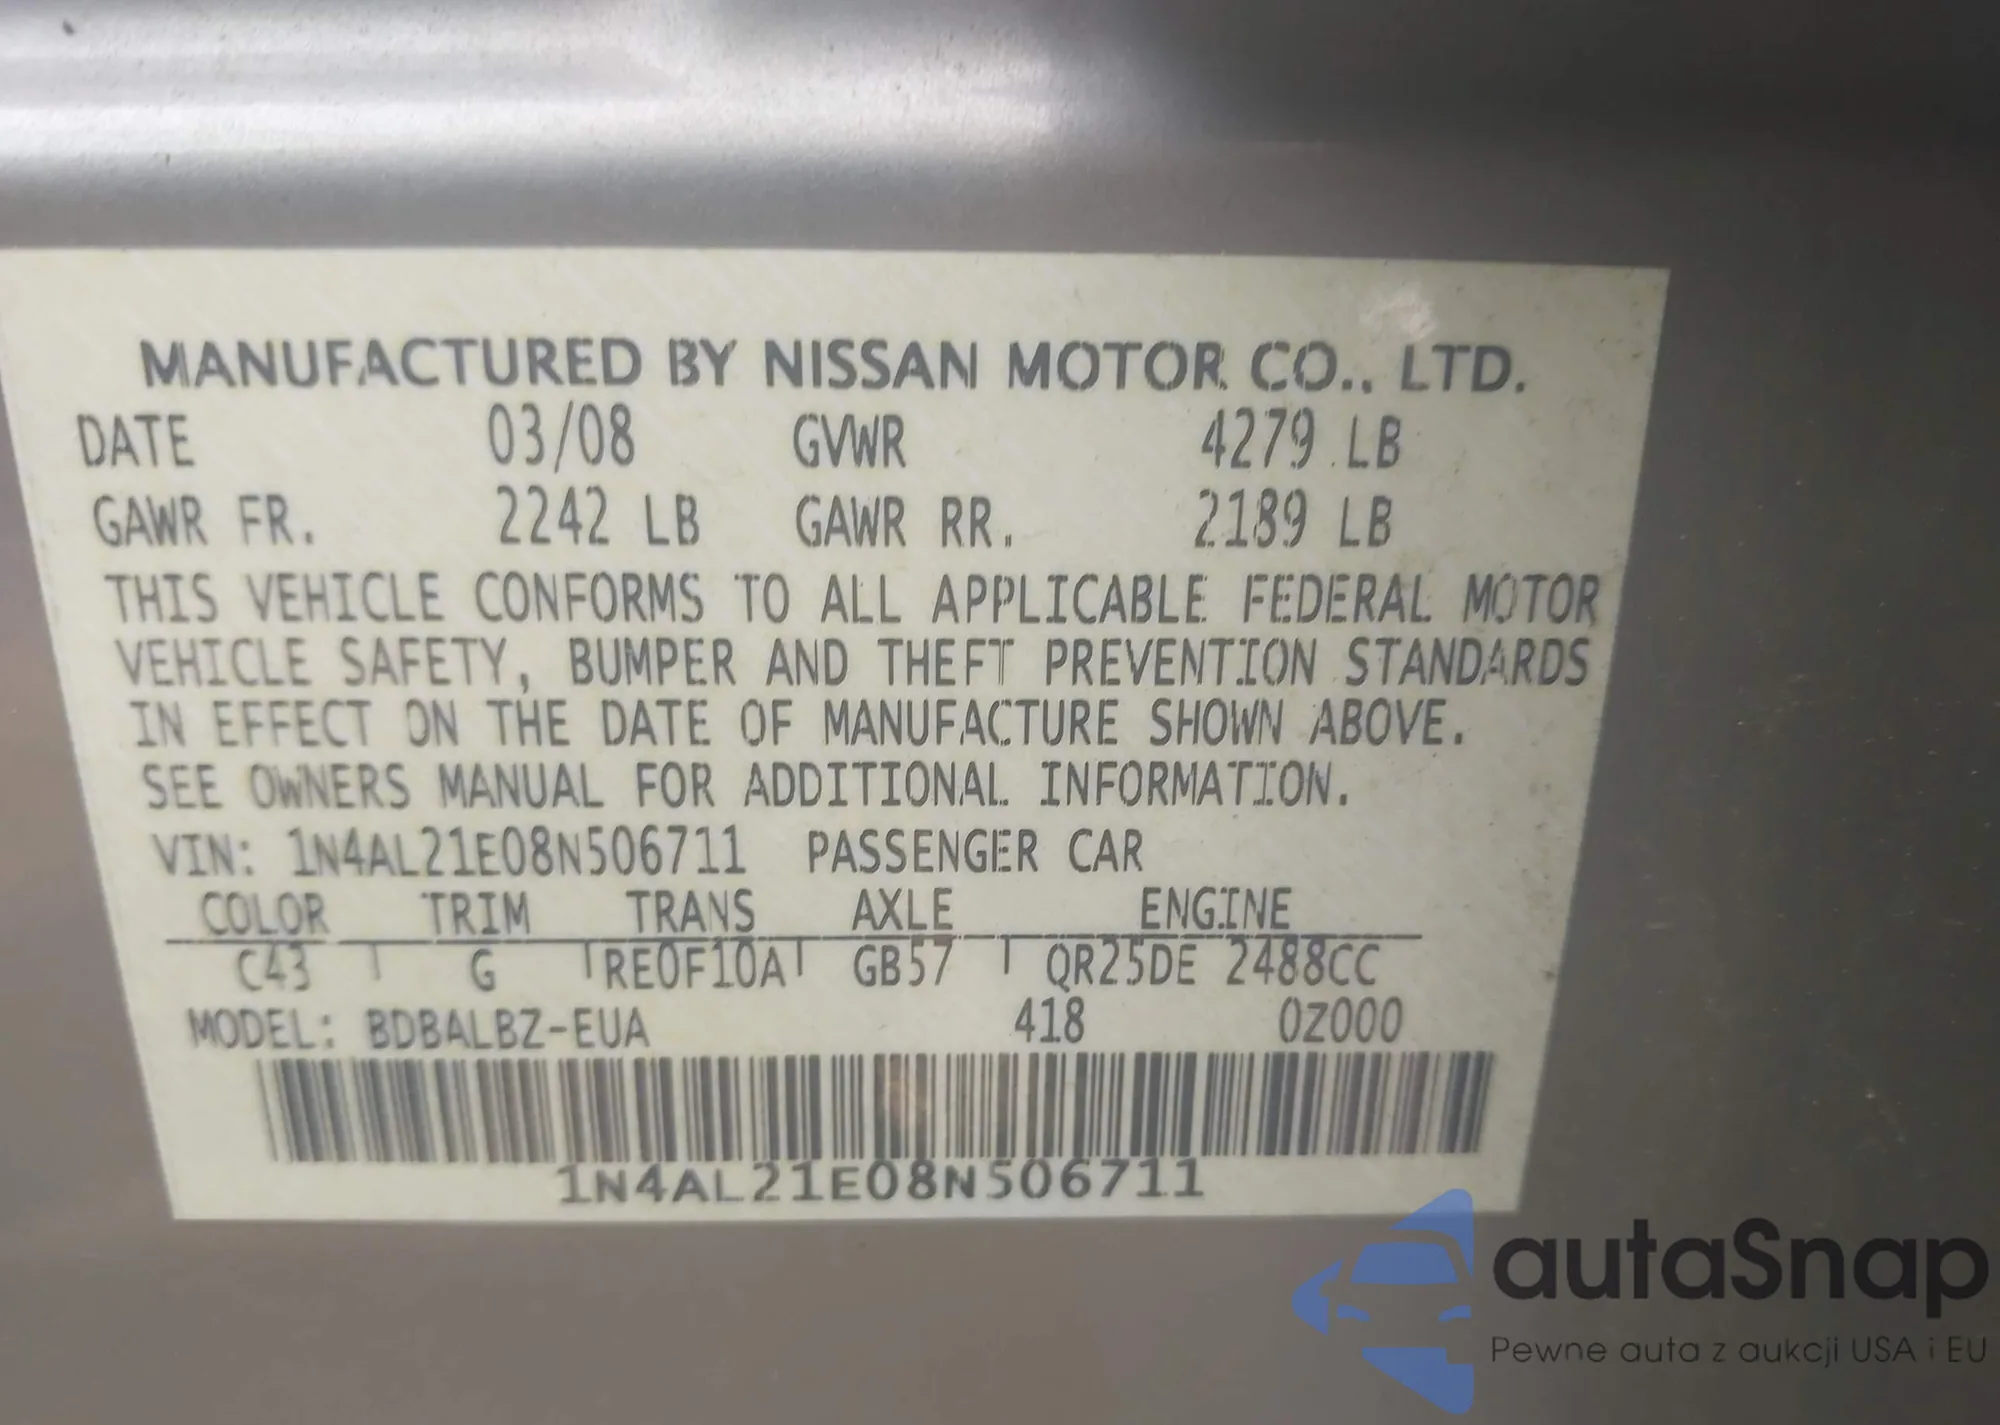 MANUFACTURED BY NISSAN MOTOR CO., LTD.
DATE 03/08 GVWR 4279 LB
GAWR FR. 2242 LB GAWR RR. 2189 LB
THIS VEHICLE CONFORMS TO ALL APPLICABLE FEDERAL MOTOR
VEHICLE SAFETY, BUMPER AND THEFT PREVENTION STANDARDS
IN EFFECT ON THE DATE OF MANUFACTURE SHOWN ABOVE.
SEE OWNERS MANUAL FOR ADDITIONAL INFORMATION.
VIN: 1N4AL21E08N506711 PASSENGER CAR
COLOR TRIM TRANS AXLE ENGINE
C43 G RE0F10A GB57 QR25DE 2488CC
MODEL: BDBALBZ-EUA 418 0Z000
1N4AL21E08N506711
autaSnap
Pewne auta z aukcji USA i EU